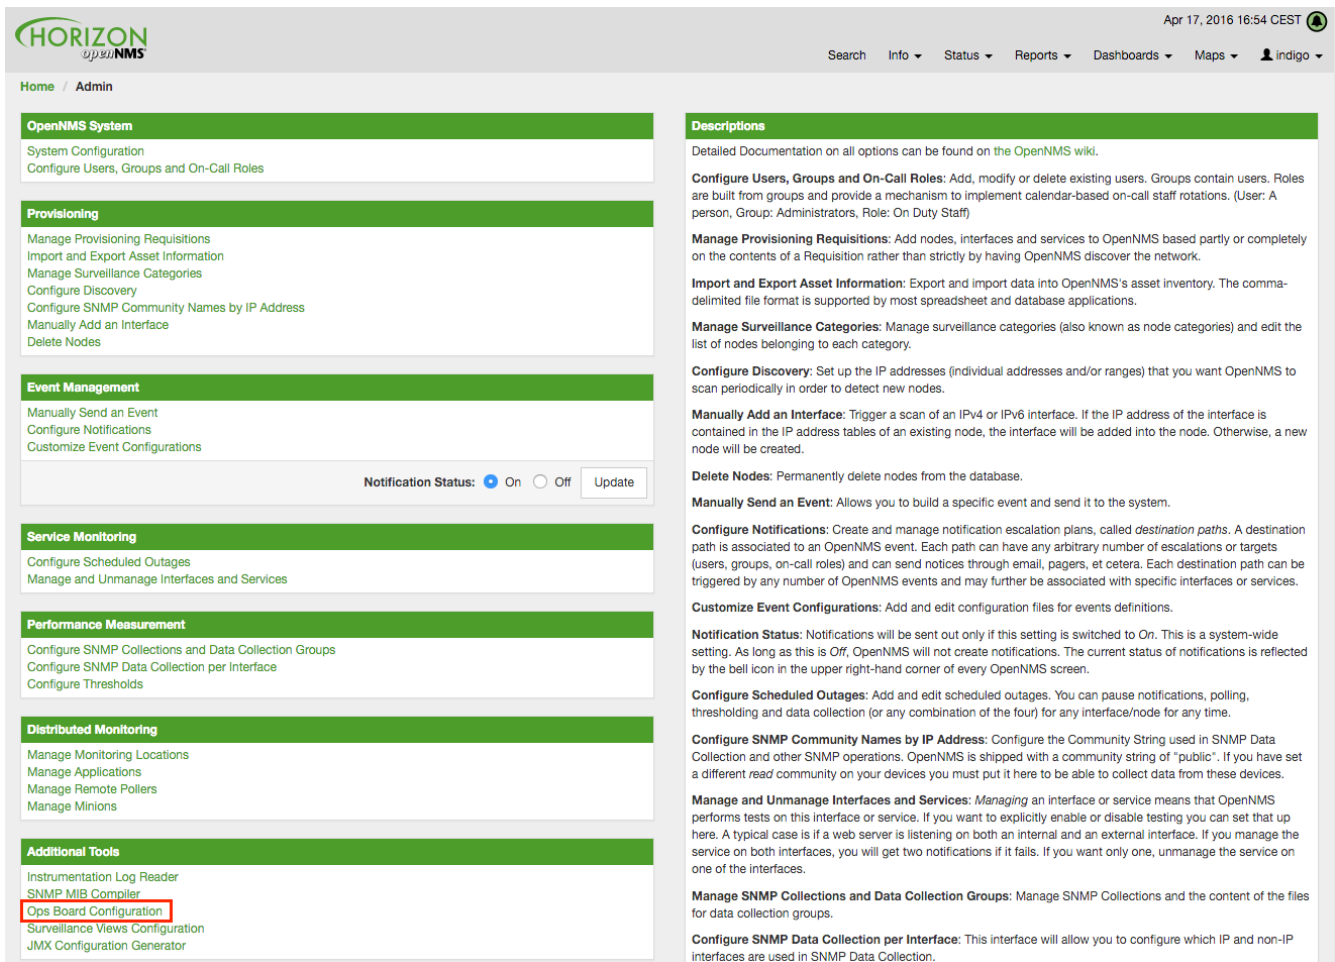 Apr 17, 2016 16:54 CEST
HORIZON
openNMS
Search Info Status Reports Dashboards Maps indigo
Home / Admin
OpenNMS System
System Configuration
Configure Users, Groups and On-Call Roles
Provisioning
Manage Provisioning Requisitions
Import and Export Asset Information
Manage Surveillance Categories
Configure Discovery
Configure SNMP Community Names by IP Address
Manually Add an Interface
Delete Nodes
Event Management
Manually Send an Event
Configure Notifications
Customize Event Configurations
Notification Status: On Off Update
Service Monitoring
Configure Scheduled Outages
Manage and Unmanage Interfaces and Services
Performance Measurement
Configure SNMP Collections and Data Collection Groups
Configure SNMP Data Collection per Interface
Configure Thresholds
Distributed Monitoring
Manage Monitoring Locations
Manage Applications
Manage Remote Pollers
Manage Minions
Additional Tools
Instrumentation Log Reader
SNMP MIB Compiler
Ops Board Configuration
Surveillance Views Configuration
JMX Configuration Generator
Descriptions
Detailed Documentation on all options can be found on the OpenNMS wiki.
Configure Users, Groups and On-Call Roles: Add, modify or delete existing users. Groups contain users. Roles
are built from groups and provide a mechanism to implement calendar-based on-call staff rotations. (User: A
person, Group: Administrators, Role: On Duty Staff)
Manage Provisioning Requisitions: Add nodes, interfaces and services to OpenNMS based partly or completely
on the contents of a Requisition rather than strictly by having OpenNMS discover the network.
Import and Export Asset Information: Export and import data into OpenNMS's asset inventory. The comma-
delimited file format is supported by most spreadsheet and database applications.
Manage Surveillance Categories: Manage surveillance categories (also known as node categories) and edit the
list of nodes belonging to each category.
Configure Discovery: Set up the IP addresses (individual addresses and/or ranges) that you want OpenNMS to
scan periodically in order to detect new nodes.
Manually Add an Interface: Trigger a scan of an IPv4 or IPv6 interface. If the IP address of the interface is
contained in the IP address tables of an existing node, the interface will be added into the node. Otherwise, a new
node will be created.
Delete Nodes: Permanently delete nodes from the database.
Manually Send an Event: Allows you to build a specific event and send it to the system.
Configure Notifications: Create and manage notification escalation plans, called destination paths. A destination
path is associated to an OpenNMS event. Each path can have any arbitrary number of escalations or targets
(users, groups, on-call roles) and can send notices through email, pagers, et cetera. Each destination path can be
triggered by any number of OpenNMS events and may further be associated with specific interfaces or services.
Customize Event Configurations: Add and edit configuration files for events definitions.
Notification Status: Notifications will be sent out only if this setting is switched to On. This is a system-wide
setting. As long as this is Off, OpenNMS will not create notifications. The current status of notifications is reflected
by the bell icon in the upper right-hand corner of every OpenNMS screen.
Configure Scheduled Outages: Add and edit scheduled outages. You can pause notifications, polling,
thresholding and data collection (or any combination of the four) for any interface/node for any time.
Configure SNMP Community Names by IP Address: Configure the Community String used in SNMP Data
Collection and other SNMP operations. OpenNMS is shipped with a community string of "public". If you have set
a different read community on your devices you must put it here to be able to collect data from these devices.
Manage and Unmanage Interfaces and Services: Managing an interface or service means that OpenNMS
performs tests on this interface or service. If you want to explicitly enable or disable testing you can set that up
here. A typical case is if a web server is listening on both an internal and an external interface. If you manage the
service on both interfaces, you will get two notifications if it fails. If you want only one, unmanage the service on
one of the interfaces.
Manage SNMP Collections and Data Collection Groups: Manage SNMP Collections and the content of the files
for data collection groups.
Configure SNMP Data Collection per Interface: This interface will allow you to configure which IP and non-IP
interfaces are used in SNMP Data Collection.